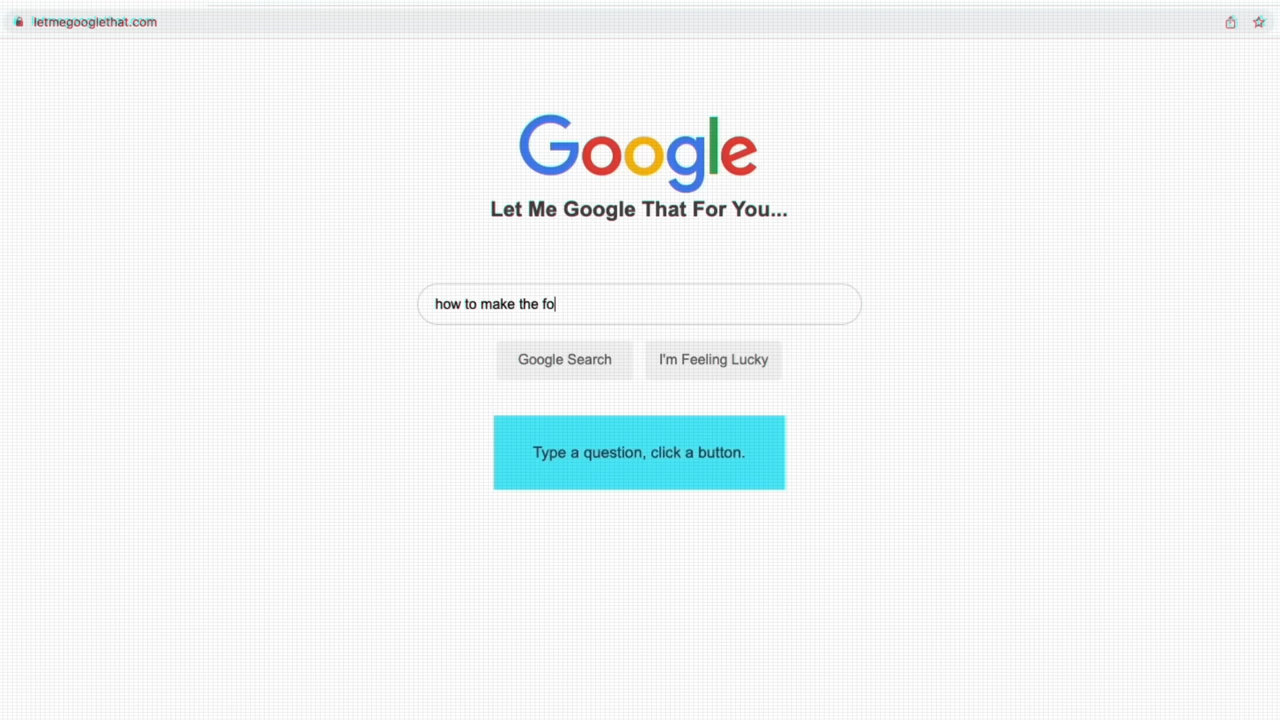 letmegooglethat.com
Google
Let Me Google That For You...
how to make the fo
Google Search
I'm Feeling Lucky
Type a question, click a button.